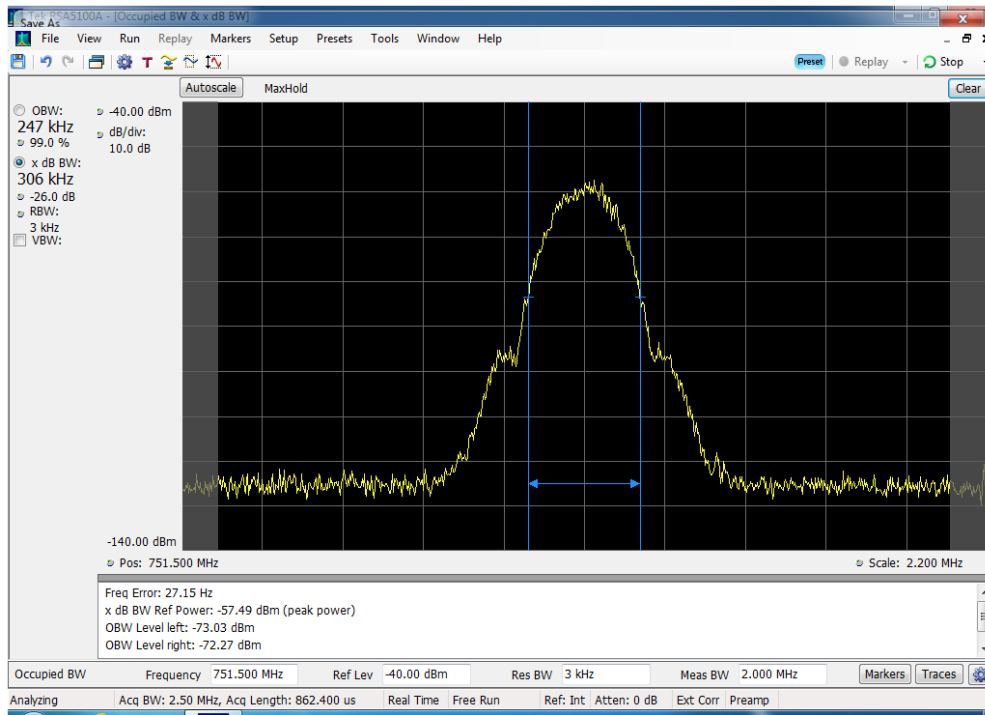 Tek RSA5100A - [Occupied BW & x dB BW]
Save As
File View Run Replay Markers Setup Presets Tools Window Help
T Preset Replay Stop
Autoscale MaxHold Clear
OBW:
247 kHz
99.0 %
x dB BW:
306 kHz
-26.0 dB
RBW:
3 kHz
VBW:
-40.00 dBm
dB/div:
10.0 dB
-140.00 dBm
Pos: 751.500 MHz Scale: 2.200 MHz
Freq Error: 27.15 Hz
x dB BW Ref Power: -57.49 dBm (peak power)
OBW Level left: -73.03 dBm
OBW Level right: -72.27 dBm
Occupied BW Frequency 751.500 MHz Ref Lev -40.00 dBm Res BW 3 kHz Meas BW 2.000 MHz Markers Traces
Analyzing Acq BW: 2.50 MHz, Acq Length: 862.400 us Real Time Free Run Ref: Int Atten: 0 dB Ext Corr Preamp